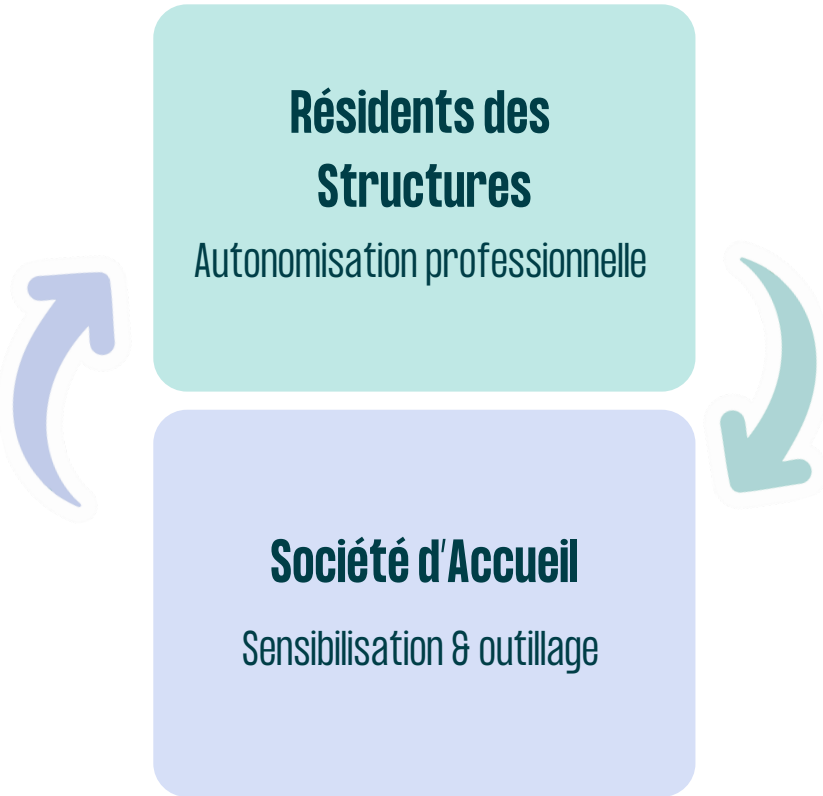 Résidents des
Structures
Autonomisation professionnelle
Société d'Accueil
Sensibilisation & outillage